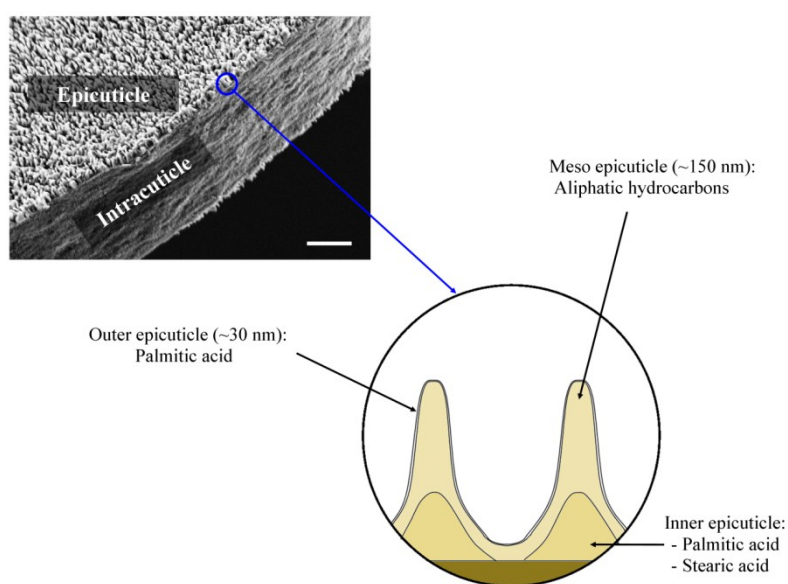 Epicuticle
Intracuticle
Meso epicuticle (~150 nm):
Aliphatic hydrocarbons
Outer epicuticle (~30 nm):
Palmitic acid
Inner epicuticle:
- Palmitic acid
- Stearic acid